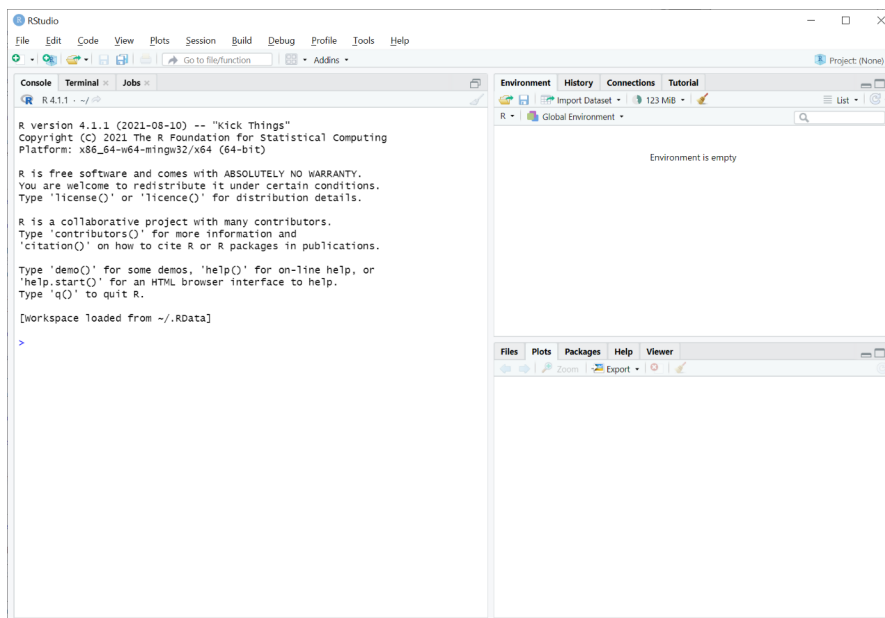 RStudio
File Edit Code View Plots Session Build Debug Profile Tools Help
Go to file/function Addins Project: (None)
Console Terminal Jobs
R 4.1.1 · ~/
R version 4.1.1 (2021-08-10) -- "Kick Things"
Copyright (C) 2021 The R Foundation for Statistical Computing
Platform: x86_64-w64-mingw32/x64 (64-bit)
R is free software and comes with ABSOLUTELY NO WARRANTY.
You are welcome to redistribute it under certain conditions.
Type 'license()' or 'licence()' for distribution details.
R is a collaborative project with many contributors.
Type 'contributors()' for more information and
'citation()' on how to cite R or R packages in publications.
Type 'demo()' for some demos, 'help()' for on-line help, or
'help.start()' for an HTML browser interface to help.
Type 'q()' to quit R.
[Workspace loaded from ~/.RData]
>
Environment History Connections Tutorial
Import Dataset 123 MiB List
R Global Environment
Environment is empty
Files Plots Packages Help Viewer
Zoom Export